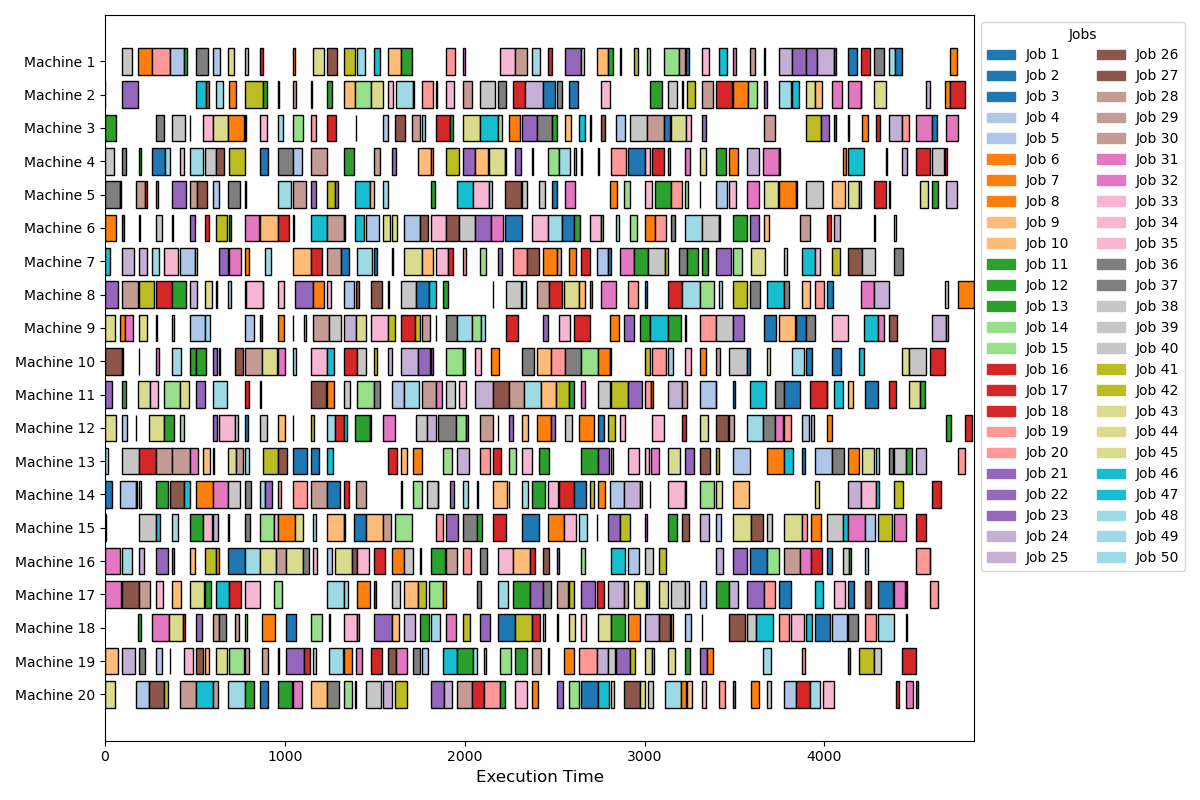 Machine 1
Machine 2
Machine 3
Machine 4
Machine 5
Machine 6
Machine 7
Machine 8
Machine 9
Machine 10
Machine 11
Machine 12
Machine 13
Machine 14
Machine 15
Machine 16
Machine 17
Machine 18
Machine 19
Machine 20
0 1000 2000 3000 4000
Execution Time
Jobs
Job 1
Job 2
Job 3
Job 4
Job 5
Job 6
Job 7
Job 8
Job 9
Job 10
Job 11
Job 12
Job 13
Job 14
Job 15
Job 16
Job 17
Job 18
Job 19
Job 20
Job 21
Job 22
Job 23
Job 24
Job 25
Job 26
Job 27
Job 28
Job 29
Job 30
Job 31
Job 32
Job 33
Job 34
Job 35
Job 36
Job 37
Job 38
Job 39
Job 40
Job 41
Job 42
Job 43
Job 44
Job 45
Job 46
Job 47
Job 48
Job 49
Job 50